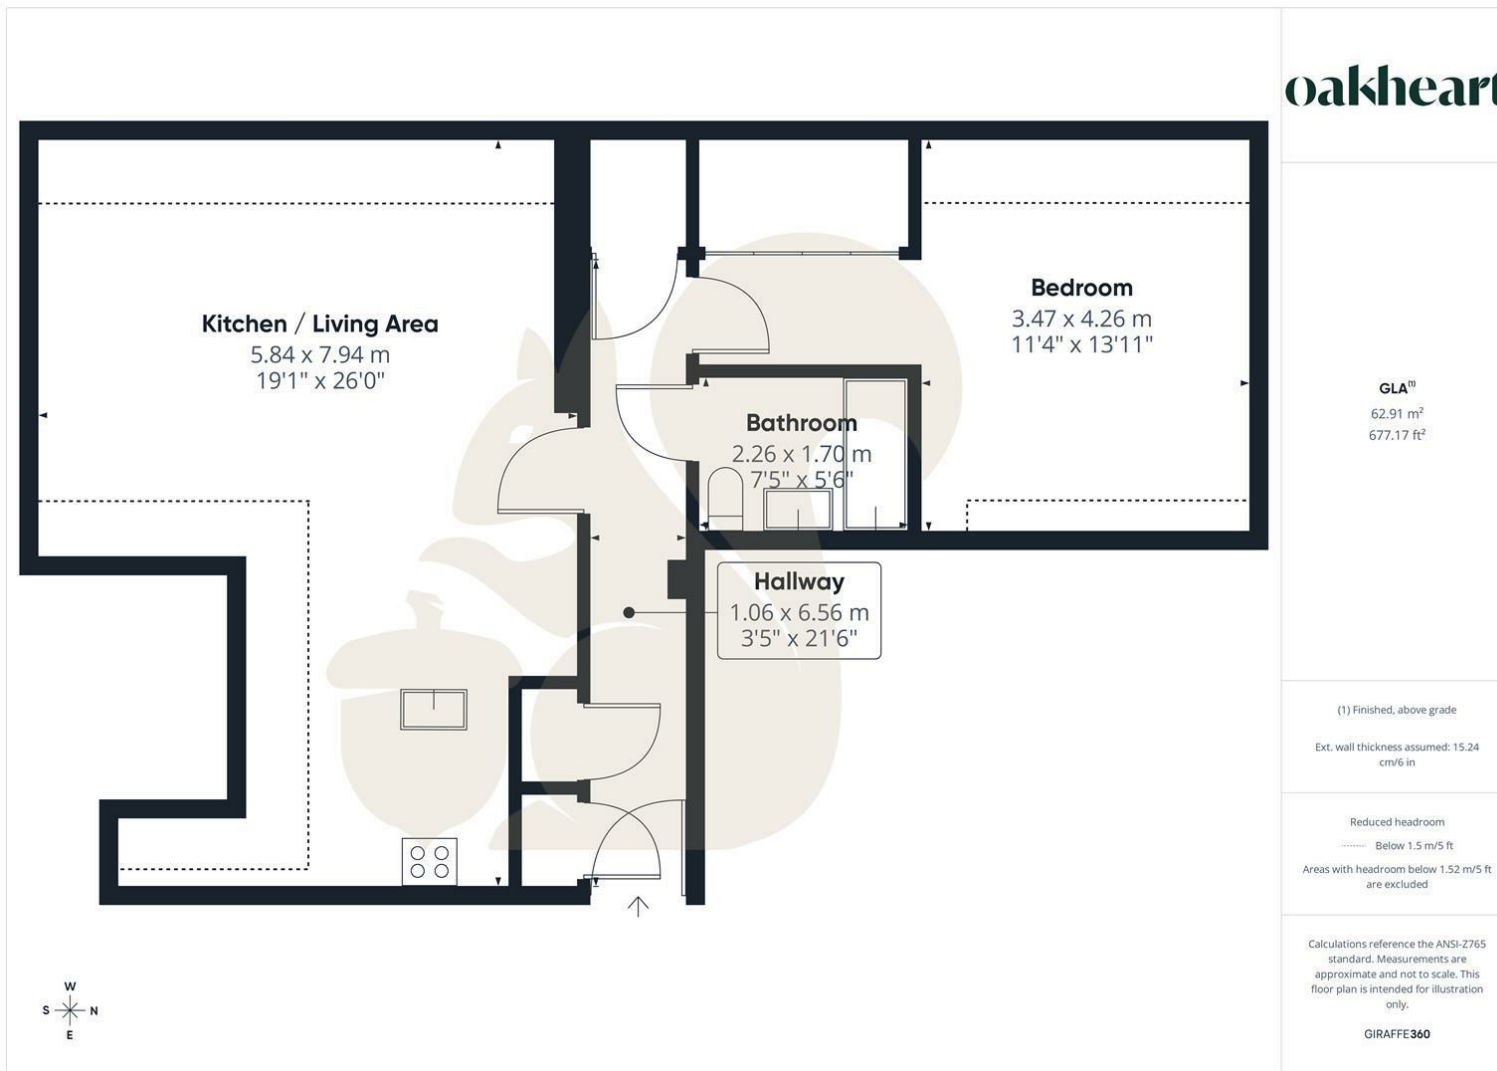 oakheart
Kitchen / Living Area
5.84 x 7.94 m
19'1" x 26'0"
Bedroom
3.47 x 4.26 m
11'4" x 13'11"
Bathroom
2.26 x 1.70 m
7'5" x 5'6"
Hallway
1.06 x 6.56 m
3'5" x 21'6"
W
S N
E
GLA⁽¹⁾
62.91 m²
677.17 ft²
(1) Finished, above grade
Ext. wall thickness assumed: 15.24
cm/6 in
Reduced headroom
Below 1.5 m/5 ft
Areas with headroom below 1.52 m/5 ft
are excluded
Calculations reference the ANSI-Z765
standard. Measurements are
approximate and not to scale. This
floor plan is intended for illustration
only.
GIRAFFE360